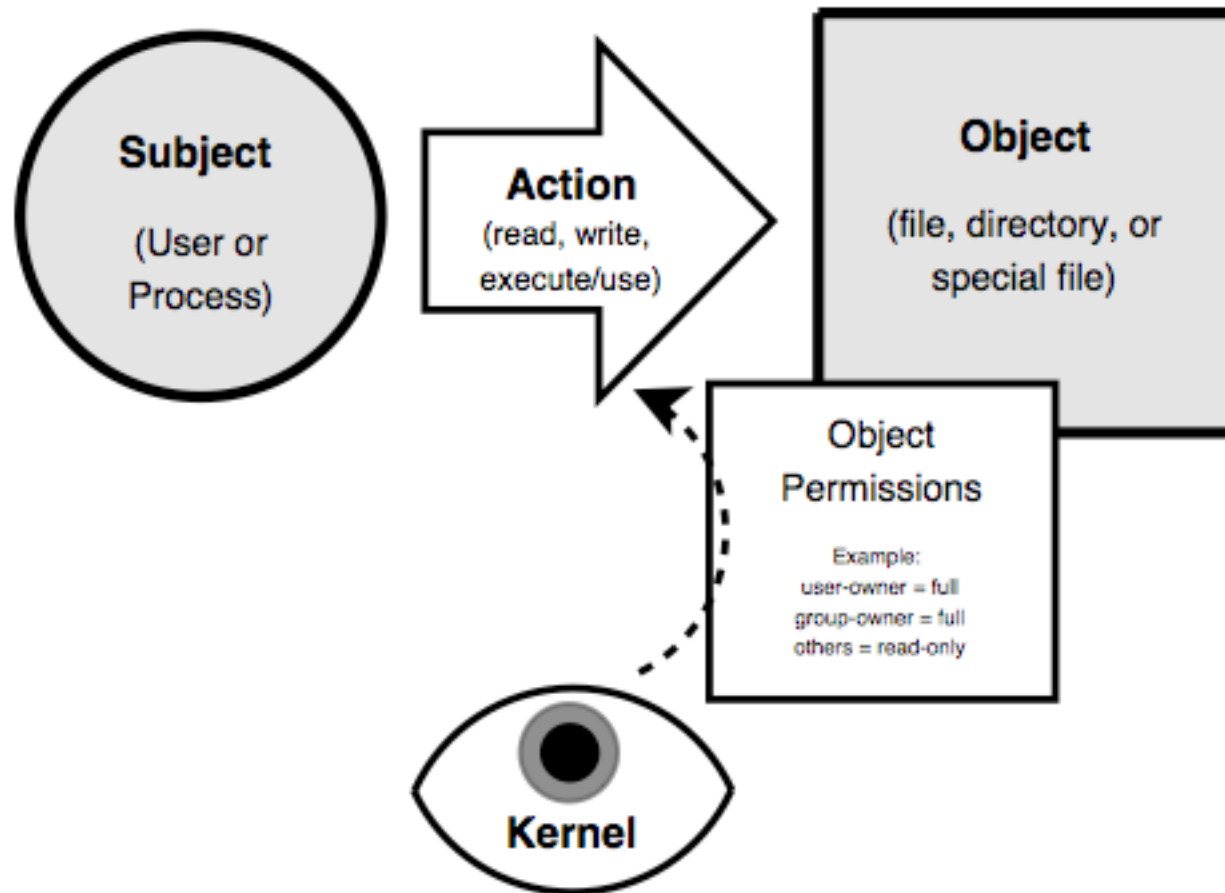 Subject
(User or
Process)
Action
(read, write,
execute/use)
Object
(file, directory, or
special file)
Object
Permissions
Example:
user-owner = full
group-owner = full
others = read-only
Kernel